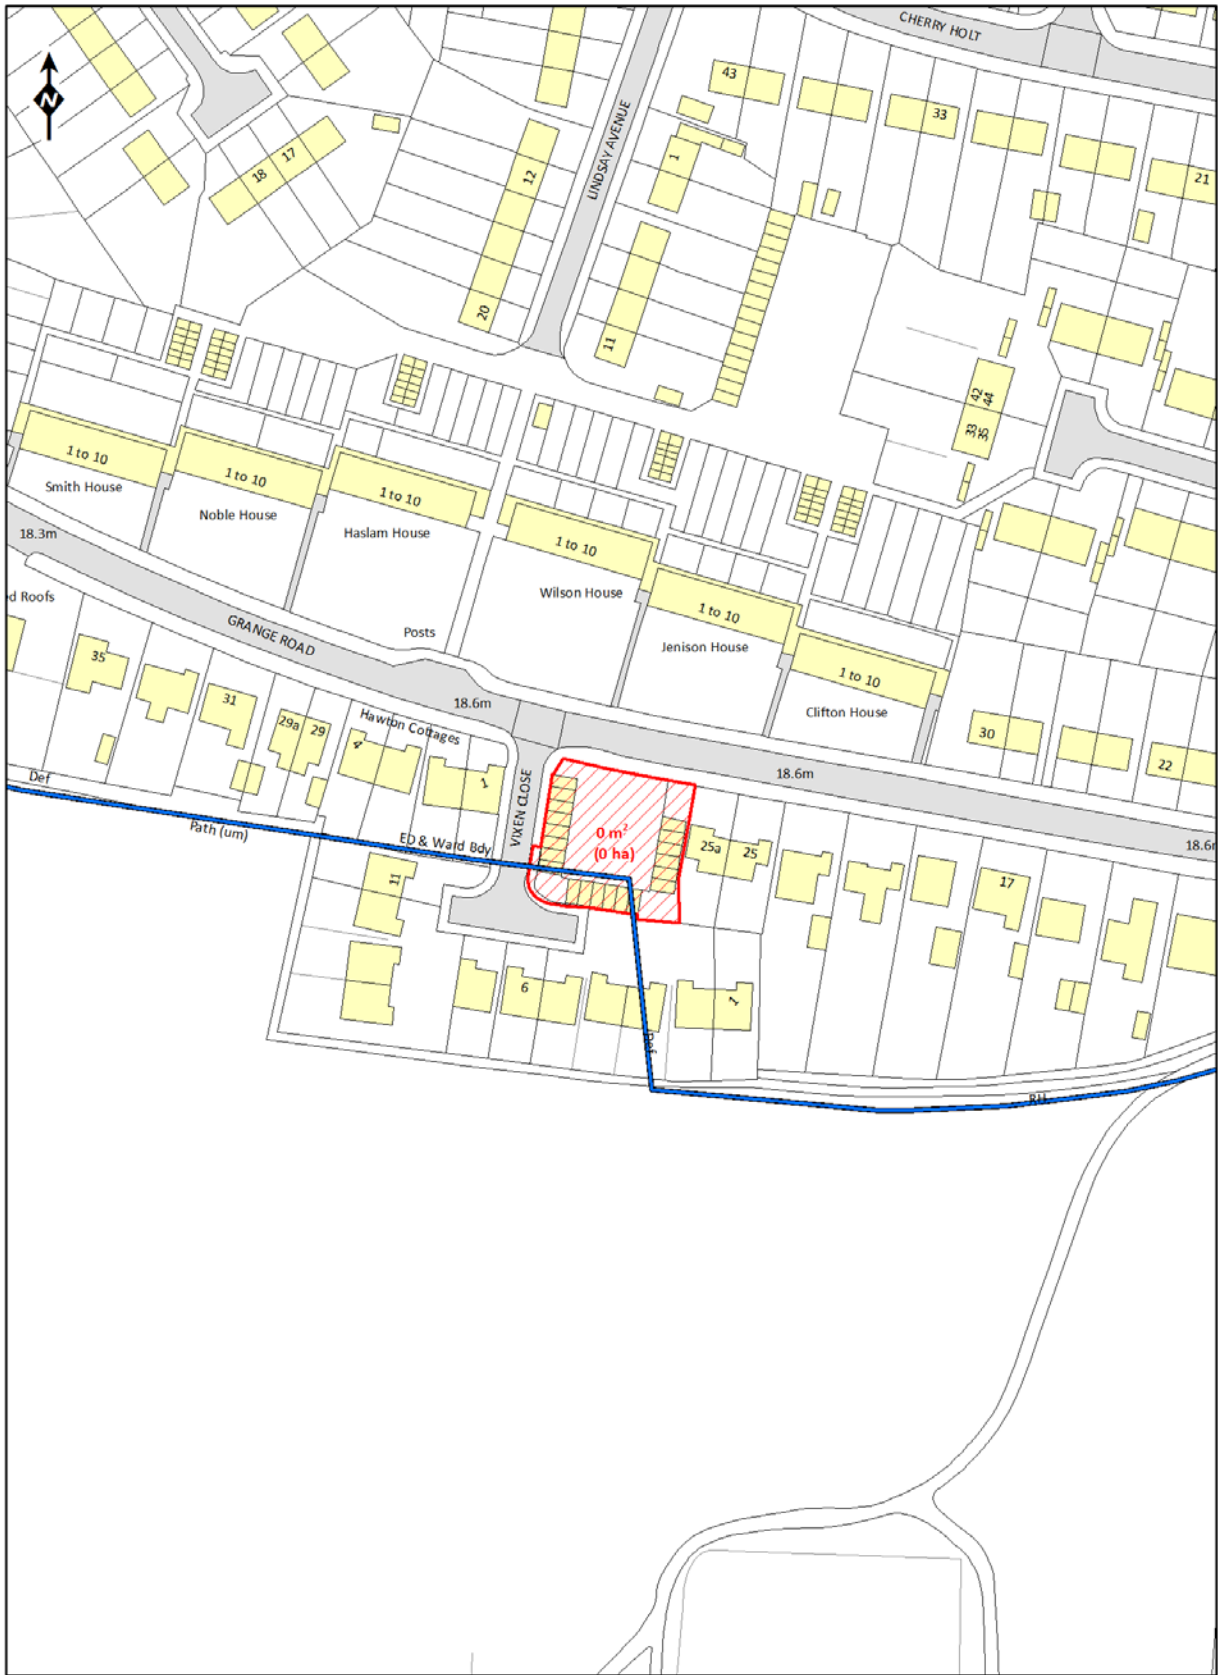 CHERRY HOLT
N
43
33
LINDSAY AVENUE
1
17
18
12
21
20
11
42
44
33
35
1 to 10
Smith House
1 to 10
Noble House
1 to 10
Haslam House
1 to 10
Wilson House
1 to 10
Jenison House
1 to 10
Clifton House
18.3m
d Roofs
GRANGE ROAD
Posts
35
31
29a
29
18.6m
Hawton Cottages
4
1
30
22
18.6m
18.6m
Def
Path (um)
VIXEN CLOSE
ED & Ward Bdy
0 m²
(0 ha)
25a
25
17
11
6
1
Def
RH